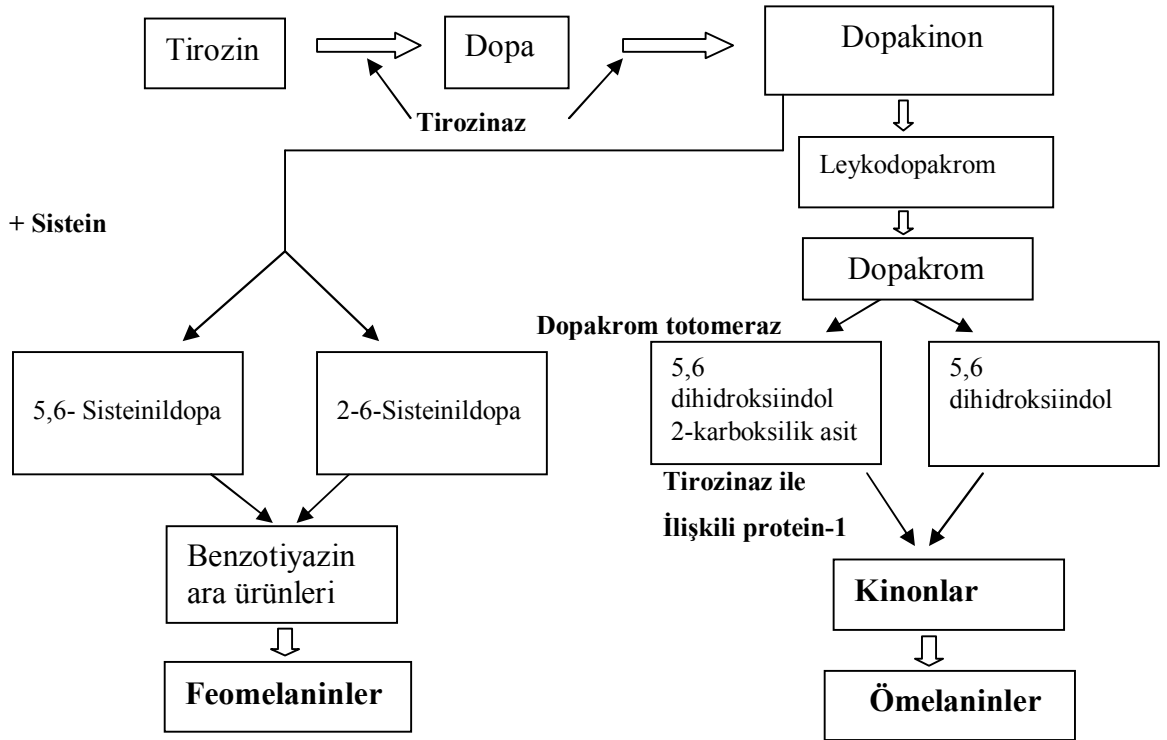 Tirozin
Dopa
Dopakinon
Tirozinaz
Leykodopakrom
+ Sistein
Dopakrom
Dopakrom totomeraz
5,6- Sisteinildopa
2-6-Sisteinildopa
5,6
dihidroksiindol
2-karboksilik asit
5,6
dihidroksiindol
Tirozinaz ile
İlişkili protein-1
Benzotiyazin
ara ürünleri
Kinonlar
Feomelaninler
Ömelaninler